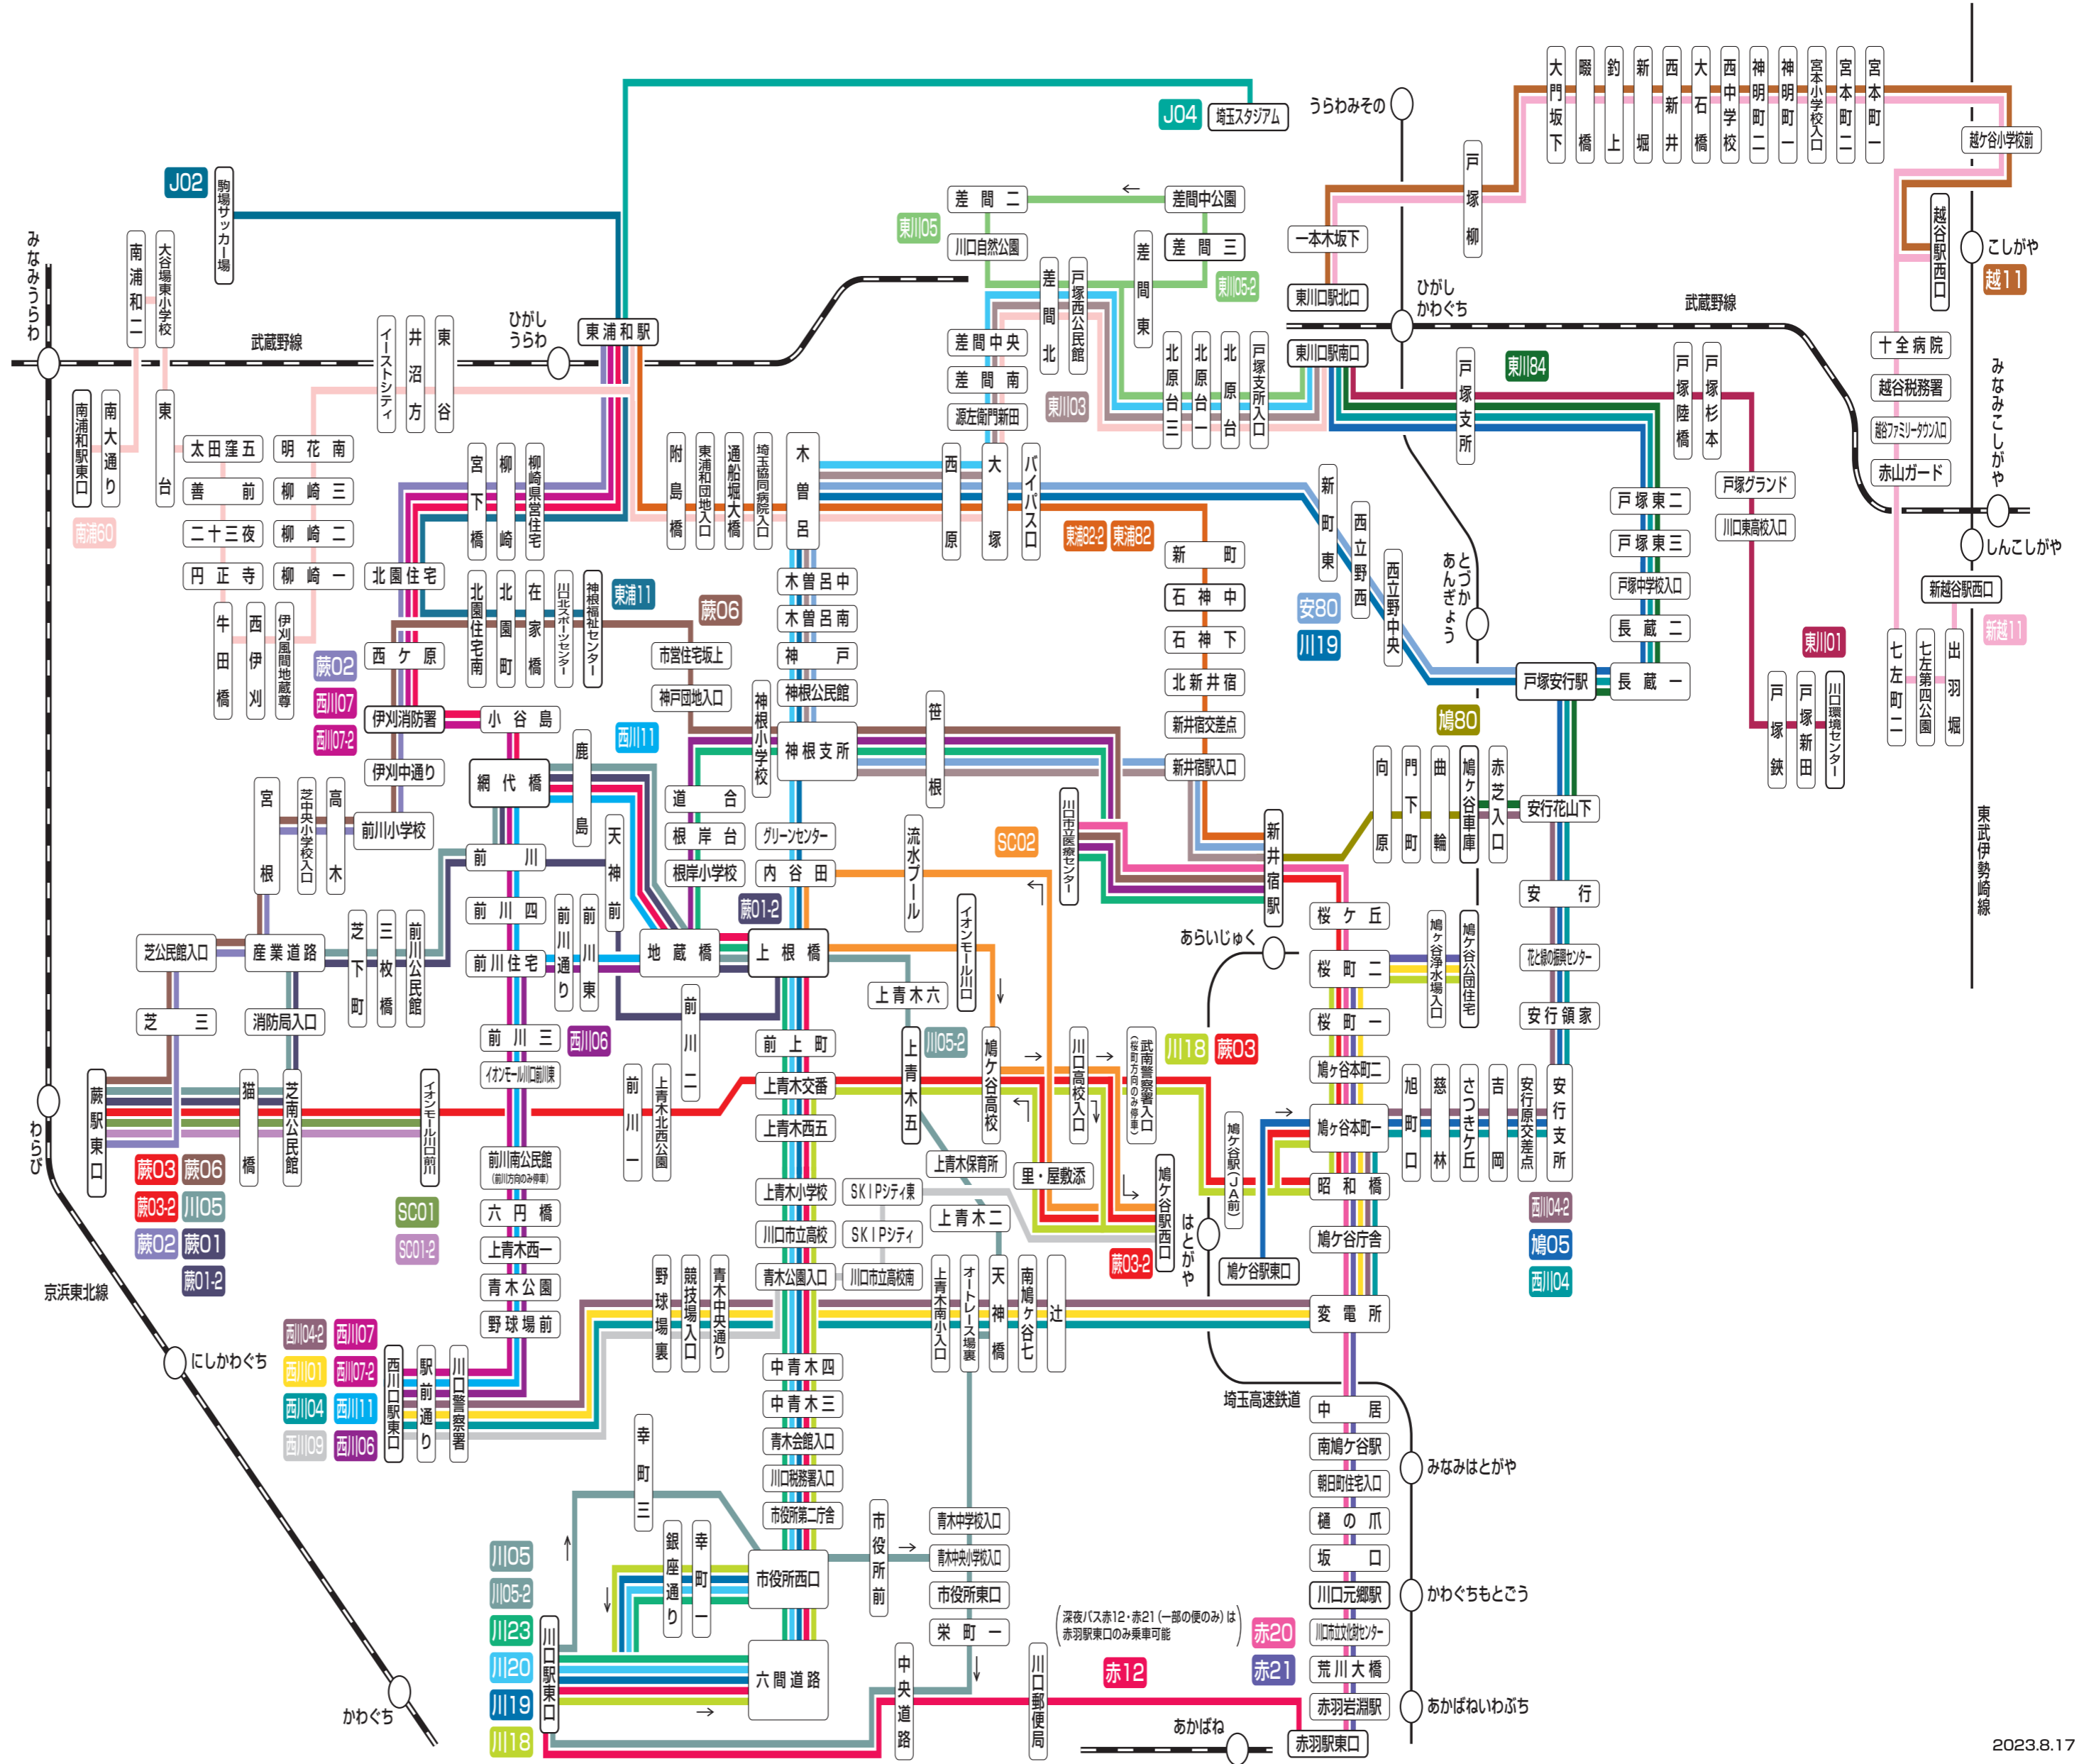 大門坂下
畷橋
釣上
新堀
西新井
大石橋
西中学校
神明町二
神明町一
宮本小学校入口
宮本町二
宮本町一
J04
埼玉スタジアム
うらわみその
越ケ谷小学校前
戸塚柳
J02
駒場サッカー場
差間二
差間中公園
東川05
川口自然公園
差間三
一本木坂下
越谷駅西口
こしがや
越11
みなみうらわ
南浦和二
大谷場東小学校
差間北
戸塚西公民館
差間東
東川05-2
東川口駅北口
ひがし
かわぐち
武蔵野線
武蔵野線
イーストシティ
井沼方
東谷
ひがし
うらわ
東浦和駅
差間中央
差間南
源左衛門新田
東川03
北原台三
北原台一
北原台
戸塚支所入口
東川口駅南口
戸塚支所
東川84
戸塚陸橋
戸塚杉本
十全病院
越谷税務署
越谷ファミリータウン入口
赤山ガード
みなみこしがや
南浦和駅東口
南大通り
東台
南浦60
太田窪五
善前
二十三夜
円正寺
明花南
柳崎三
柳崎二
柳崎一
宮下橋
柳崎
柳崎県営住宅
附島橋
東浦和団地入口
通船堀大橋
埼玉協同病院入口
木曽呂
西原
大塚
バイパス口
東浦82-2
東浦82
新町
石神中
石神下
北新井宿
新井宿交差点
新井宿駅入口
新町東
西立野西
西立野中央
安80
川19
とづか
あんぎょう
戸塚東二
戸塚東三
戸塚中学校入口
長蔵二
長蔵一
戸塚安行駅
戸塚グランド
川口東高校入口
しんこしがや
新越谷駅西口
新越11
東川01
戸塚鋏
戸塚新田
川口環境センター
七左町二
七左第四公園
出羽堀
牛田橋
西伊刈
伊刈風間地蔵尊
北園住宅
北園住宅南
北園町
在家橋
川口北スポーツセンター
神根福祉センター
東浦11
蕨06
木曽呂中
木曽呂南
神戸
神根公民館
神根支所
市営住宅坂上
神戸団地入口
神根小学校
笹根
西ケ原
蕨02
西川07
西川07-2
伊刈消防署
小谷島
伊刈中通り
網代橋
鹿島
西川11
道合
根岸台
根岸小学校
グリーンセンター
内谷田
流水プール
SC02
川口市立医療センター
新井宿駅
鳩80
向原
門下町
曲輪
鳩ヶ谷車庫
赤芝入口
安行花山下
安行
花と緑の振興センター
安行領家
東武伊勢崎線
宮根
芝中央小学校入口
高木
前川小学校
前川
天神前
前川四
前川通り
前川東
蕨01-2
イオンモール川口
芝公民館入口
産業道路
芝下町
三枚橋
前川公民館
前川住宅
地蔵橋
上根橋
あらいじゅく
桜ケ丘
桜町二
桜町一
鳩ケ谷本町二
鳩ヶ谷本町一
昭和橋
鳩ケ谷庁舎
変電所
鳩ヶ谷浄水場入口
鳩ヶ谷公団住宅
芝三
消防局入口
前川三
イオンモール川口前川東
西川06
前川二
前川一
上青木北西公園
前上町
上青木交番
上青木西五
上青木六
上青木五
川05-2
鳩ヶ谷高校
川口高校入口
武南警察署入口
(桜町方向のみ停車)
川18
蕨03
わらび
蕨駅東口
猫橋
芝南公民館
イオンモール川口前川
蕨03
蕨06
蕨03-2
川05
蕨02
蕨01
蕨01-2
SC01
SC01-2
前川南公民館
(前川方向のみ停車)
六円橋
上青木西一
青木公園
野球場前
上青木小学校
川口市立高校
青木公園入口
SKIPシティ東
SKIPシティ
川口市立高校南
上青木保育所
上青木二
里・屋敷添
鳩ケ谷駅西口
蕨03-2
はとがや
鳩ケ谷駅(JA前)
鳩ケ谷駅東口
旭町口
慈林
さつきケ丘
吉岡
安行原交差点
安行支所
西川04-2
鳩05
西川04
京浜東北線
にしかわぐち
西川04-2
西川07
西川01
西川07-2
西川04
西川11
西川09
西川06
西川口駅東口
駅前通り
川口警察署
野球場裏
競技場入口
青木中央通り
上青木南小入口
オートレース場裏
天神橋
南鳩ヶ谷七
辻
中青木四
中青木三
青木会館入口
川口税務署入口
市役所第二庁舎
市役所西口
六間道路
埼玉高速鉄道
中居
南鳩ケ谷駅
朝日町住宅入口
樋の爪
坂口
川口元郷駅
川口市立文化財センター
荒川大橋
赤羽岩淵駅
赤羽駅東口
みなみはとがや
かわぐちもとごう
あかばねいわぶち
幸町三
銀座通り
幸町一
市役所前
青木中学校入口
青木中央小学校入口
市役所東口
栄町一
川05
川05-2
川23
川20
川19
川18
川口駅東口
中央道路
川口郵便局
(深夜バス赤12・赤21(一部の便のみ)は
赤羽駅東口のみ乗車可能)
赤20
赤21
赤12
かわぐち
あかばね
2023.8.17